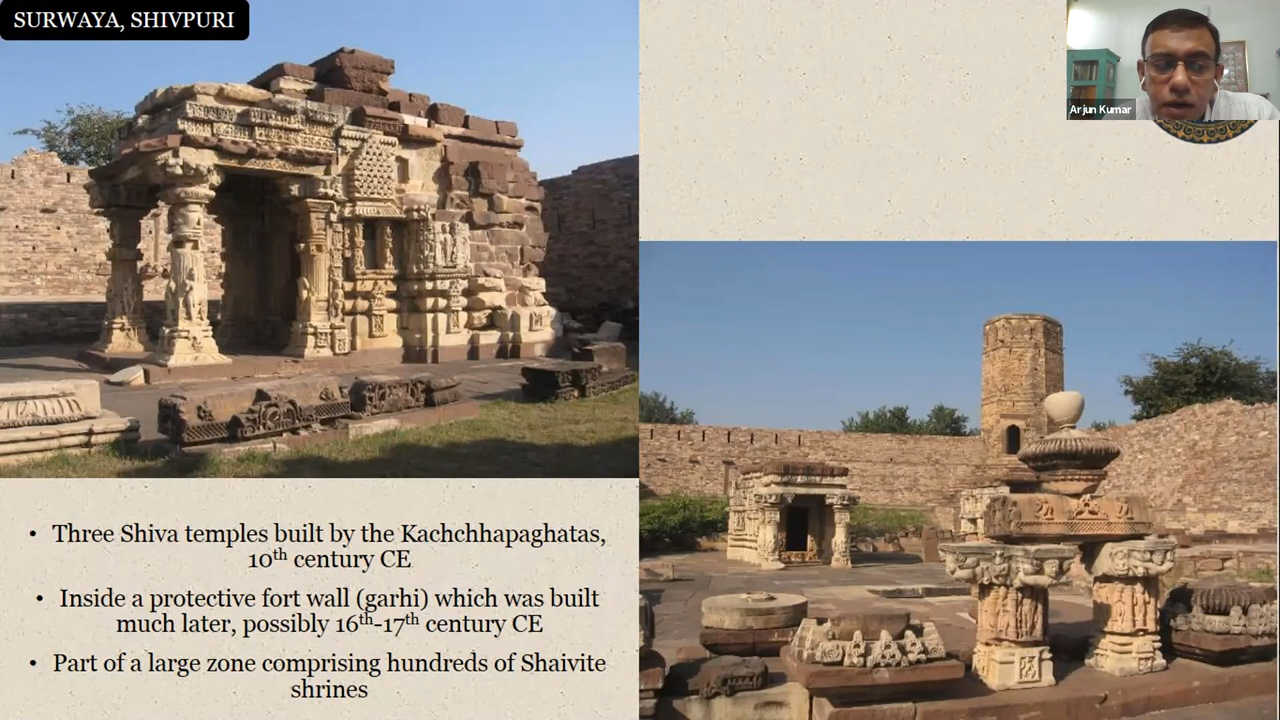 SURWAYA, SHIVPURI
Arjun Kumar
• Three Shiva temples built by the Kachchhapaghatas,
10th century CE
• Inside a protective fort wall (garhi) which was built
much later, possibly 16th-17th century CE
• Part of a large zone comprising hundreds of Shaivite
shrines